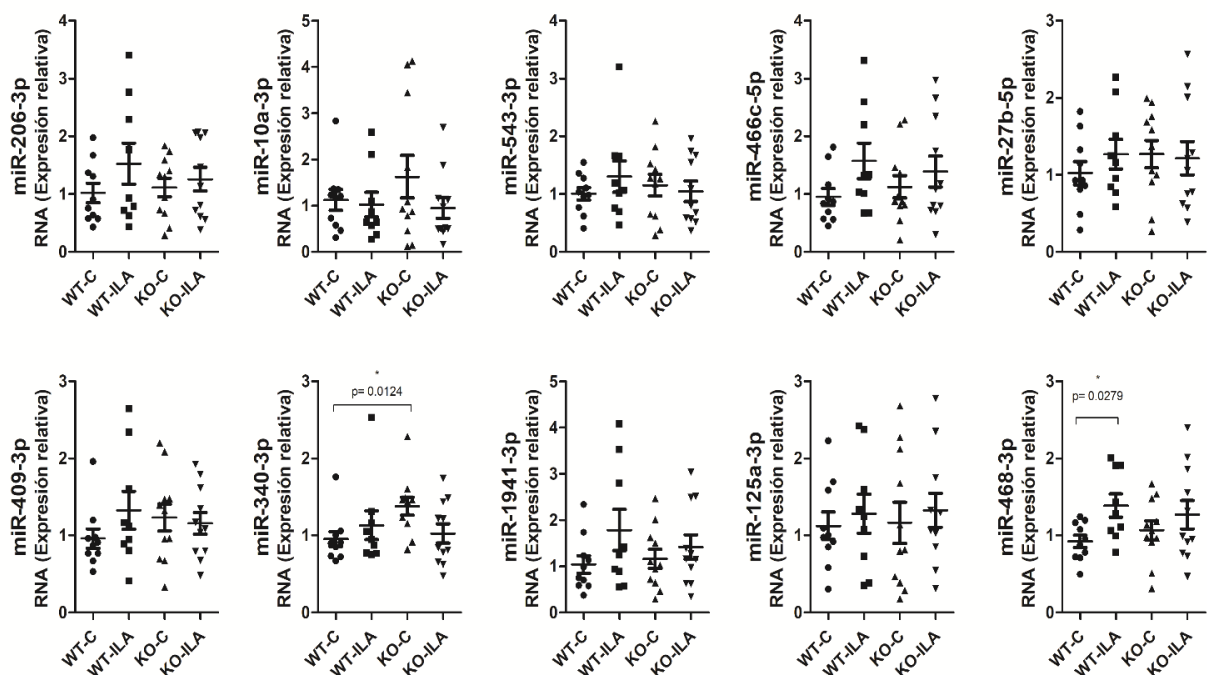 miR-206-3p
RNA (Expresión relativa)
4
3
2
1
0
WT-C
WT-ILA
KO-C
KO-ILA
miR-10a-3p
RNA (Expresión relativa)
5
4
3
2
1
0
WT-C
WT-ILA
KO-C
KO-ILA
miR-543-3p
RNA (Expresión relativa)
4
3
2
1
0
WT-C
WT-ILA
KO-C
KO-ILA
miR-466c-5p
RNA (Expresión relativa)
4
3
2
1
0
WT-C
WT-ILA
KO-C
KO-ILA
miR-27b-5p
RNA (Expresión relativa)
3
2
1
0
WT-C
WT-ILA
KO-C
KO-ILA
miR-409-3p
RNA (Expresión relativa)
3
2
1
0
WT-C
WT-ILA
KO-C
KO-ILA
miR-340-3p
RNA (Expresión relativa)
3
2
1
0
*
p= 0.0124
WT-C
WT-ILA
KO-C
KO-ILA
miR-1941-3p
RNA (Expresión relativa)
5
4
3
2
1
0
WT-C
WT-ILA
KO-C
KO-ILA
miR-125a-3p
RNA (Expresión relativa)
3
2
1
0
WT-C
WT-ILA
KO-C
KO-ILA
miR-468-3p
RNA (Expresión relativa)
3
2
1
0
*
p= 0.0279
WT-C
WT-ILA
KO-C
KO-ILA